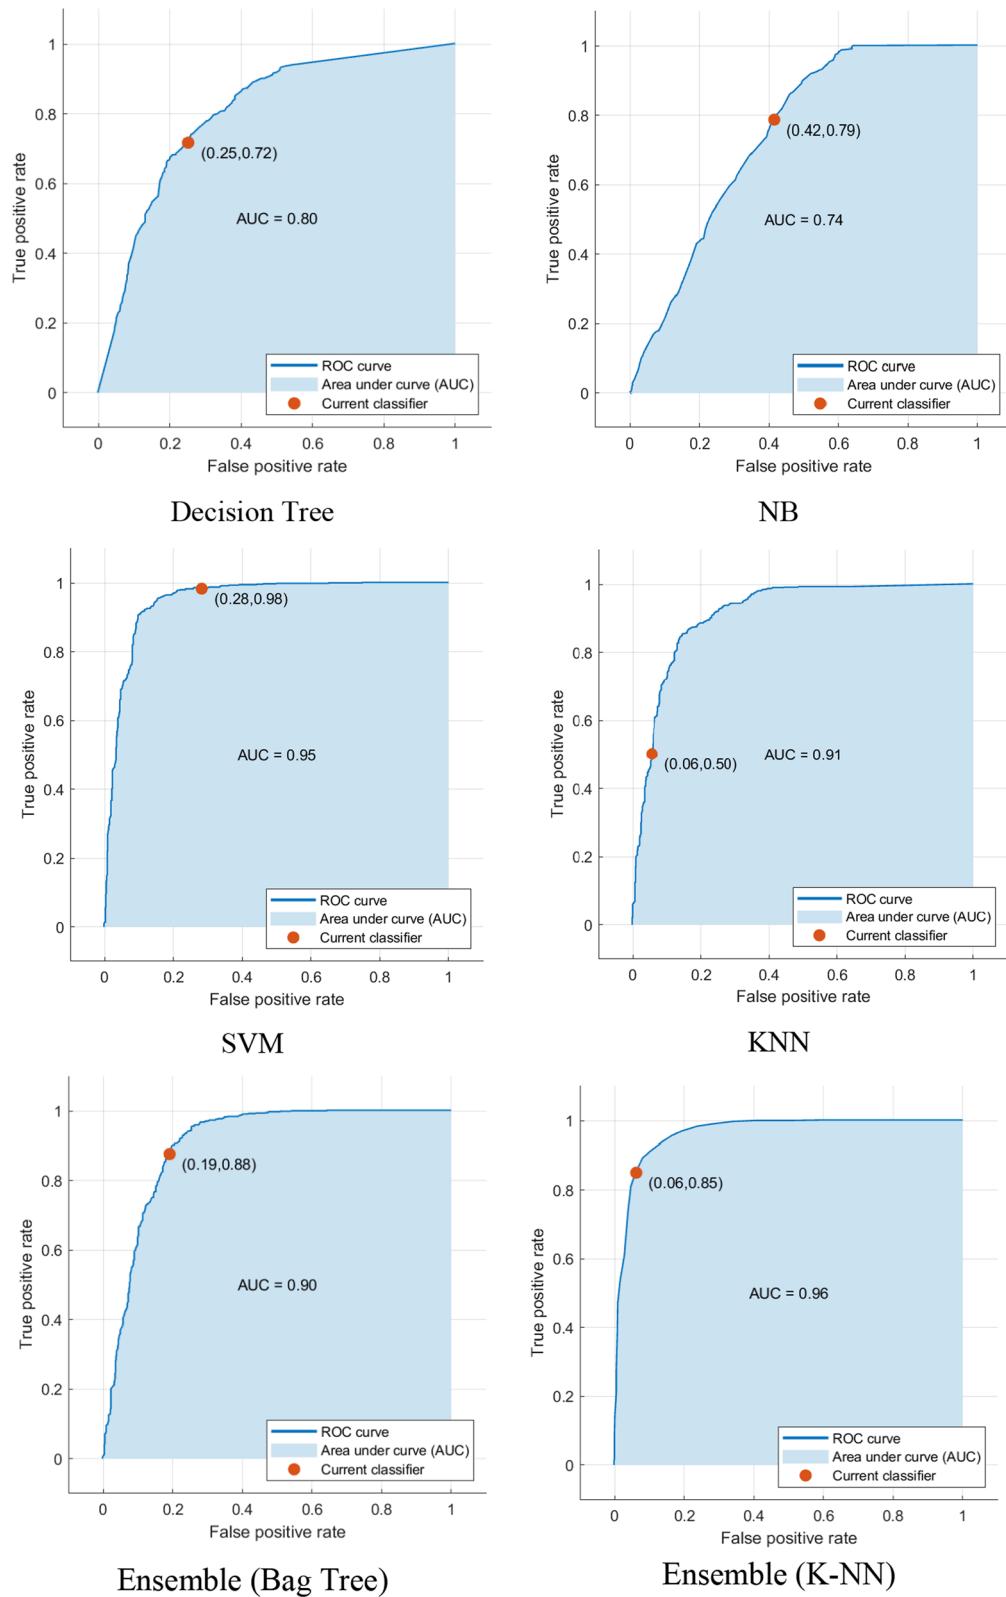 1
0.8
0.6
0.4
0.2
0
True positive rate
(0.25,0.72)
AUC = 0.80
ROC curve
Area under curve (AUC)
Current classifier
0 0.2 0.4 0.6 0.8 1
False positive rate
Decision Tree
1
0.8
0.6
0.4
0.2
0
True positive rate
(0.42,0.79)
AUC = 0.74
ROC curve
Area under curve (AUC)
Current classifier
0 0.2 0.4 0.6 0.8 1
False positive rate
NB
1
0.8
0.6
0.4
0.2
0
True positive rate
(0.28,0.98)
AUC = 0.95
ROC curve
Area under curve (AUC)
Current classifier
0 0.2 0.4 0.6 0.8 1
False positive rate
SVM
1
0.8
0.6
0.4
0.2
0
True positive rate
(0.06,0.50)
AUC = 0.91
ROC curve
Area under curve (AUC)
Current classifier
0 0.2 0.4 0.6 0.8 1
False positive rate
KNN
1
0.8
0.6
0.4
0.2
0
True positive rate
(0.19,0.88)
AUC = 0.90
ROC curve
Area under curve (AUC)
Current classifier
0 0.2 0.4 0.6 0.8 1
False positive rate
Ensemble (Bag Tree)
1
0.8
0.6
0.4
0.2
0
True positive rate
(0.06,0.85)
AUC = 0.96
ROC curve
Area under curve (AUC)
Current classifier
0 0.2 0.4 0.6 0.8 1
False positive rate
Ensemble (K-NN)